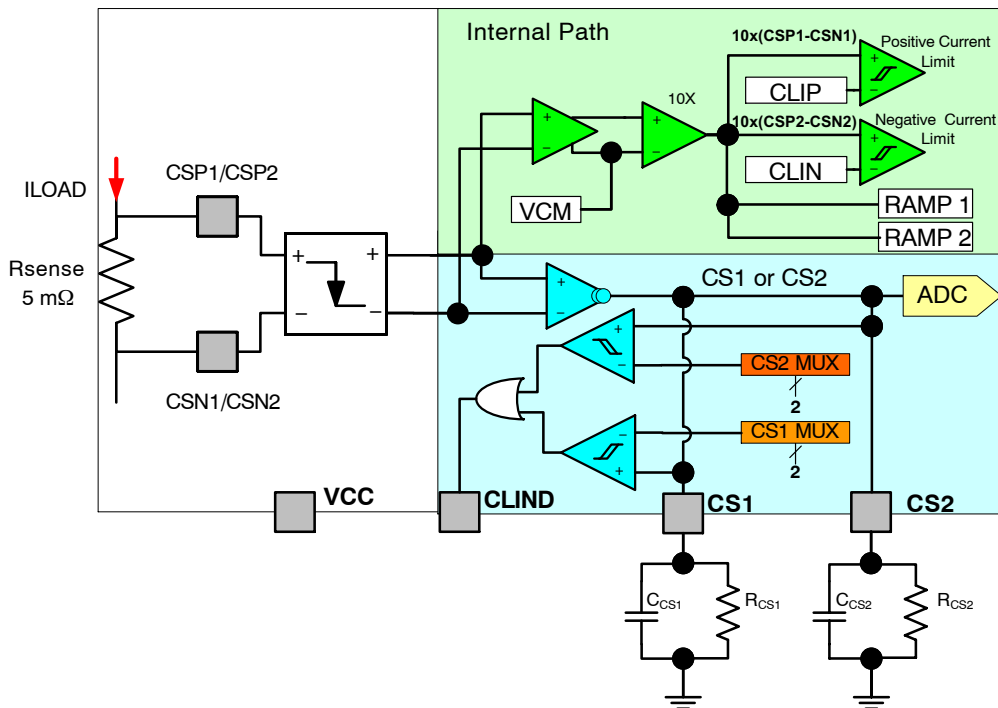 Internal Path
10x(CSP1-CSN1)
Positive Current
Limit
+
−
CLIP
10X
+
−
+
−
10x(CSP2-CSN2)
Negative Current
Limit
+
−
CLIN
VCM
RAMP 1
RAMP 2
ILOAD
CSP1/CSP2
Rsense
5 mΩ
+
−
+
−
CSN1/CSN2
+
−
CS1 or CS2
ADC
+
−
CS2 MUX
2
−
+
CS1 MUX
2
VCC
CLIND
CS1
CS2
CCS1
RCS1
CCS2
RCS2